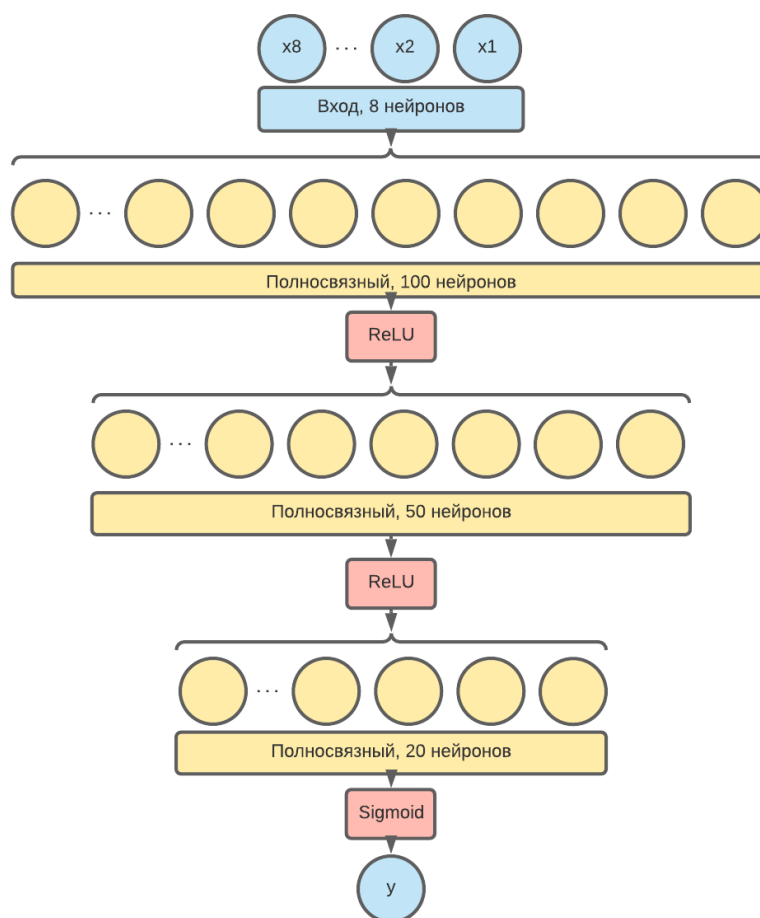 x8 ... x2 x1
Вход, 8 нейронов
...
Полносвязный, 100 нейронов
ReLU
...
Полносвязный, 50 нейронов
ReLU
...
Полносвязный, 20 нейронов
Sigmoid
y